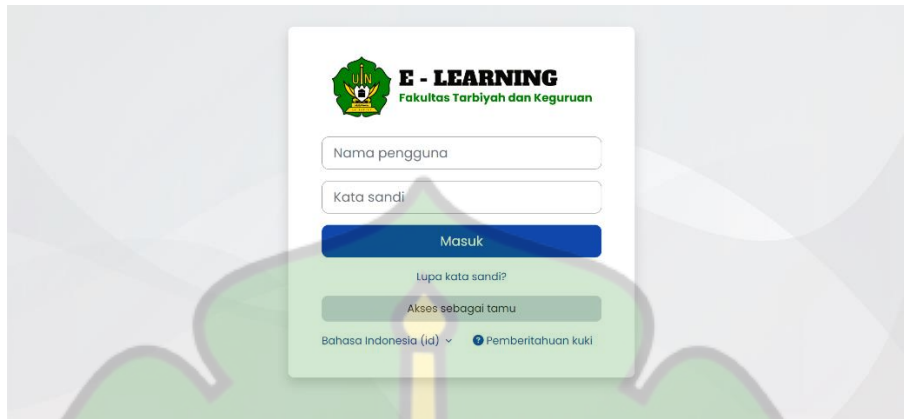 UIN
E - LEARNING
Fakultas Tarbiyah dan Keguruan
Nama pengguna
Kata sandi
Masuk
Lupa kata sandi?
Akses sebagai tamu
Bahasa Indonesia (id) Pemberitahuan kuki